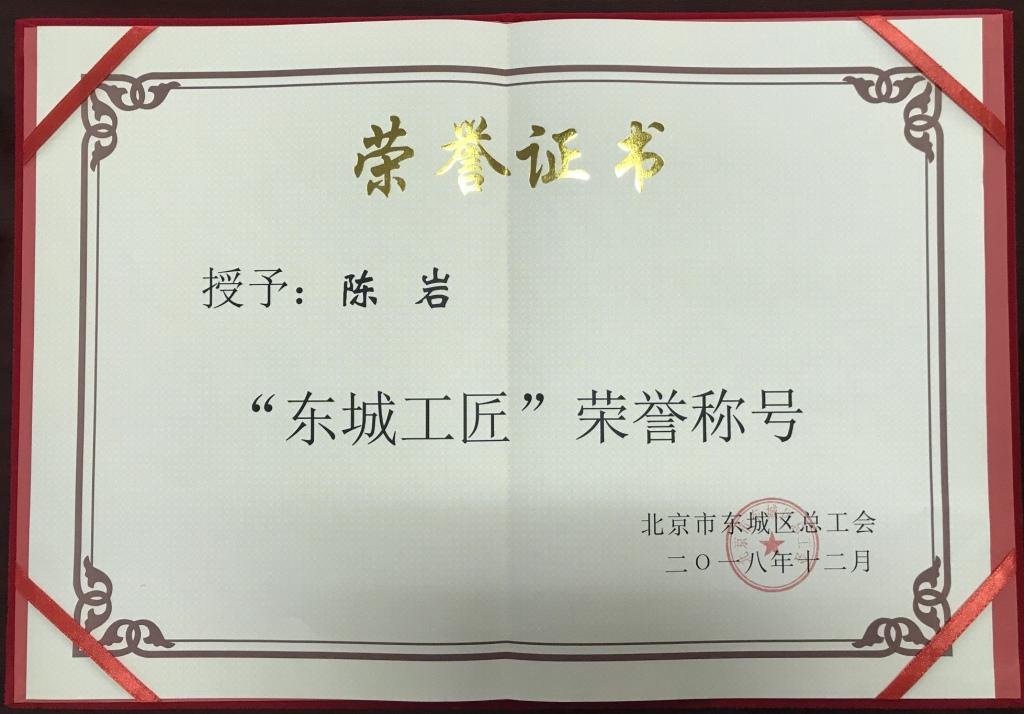 荣誉证书
授予：陈 岩
“东城工匠”荣誉称号
北京市东城区总工会
二〇一八年十二月